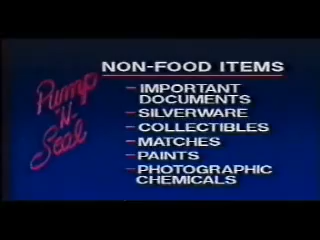 Pump
-N-
Seal
NON-FOOD ITEMS
– IMPORTANT
DOCUMENTS
– SILVERWARE
– COLLECTIBLES
– MATCHES
– PAINTS
– PHOTOGRAPHIC
CHEMICALS